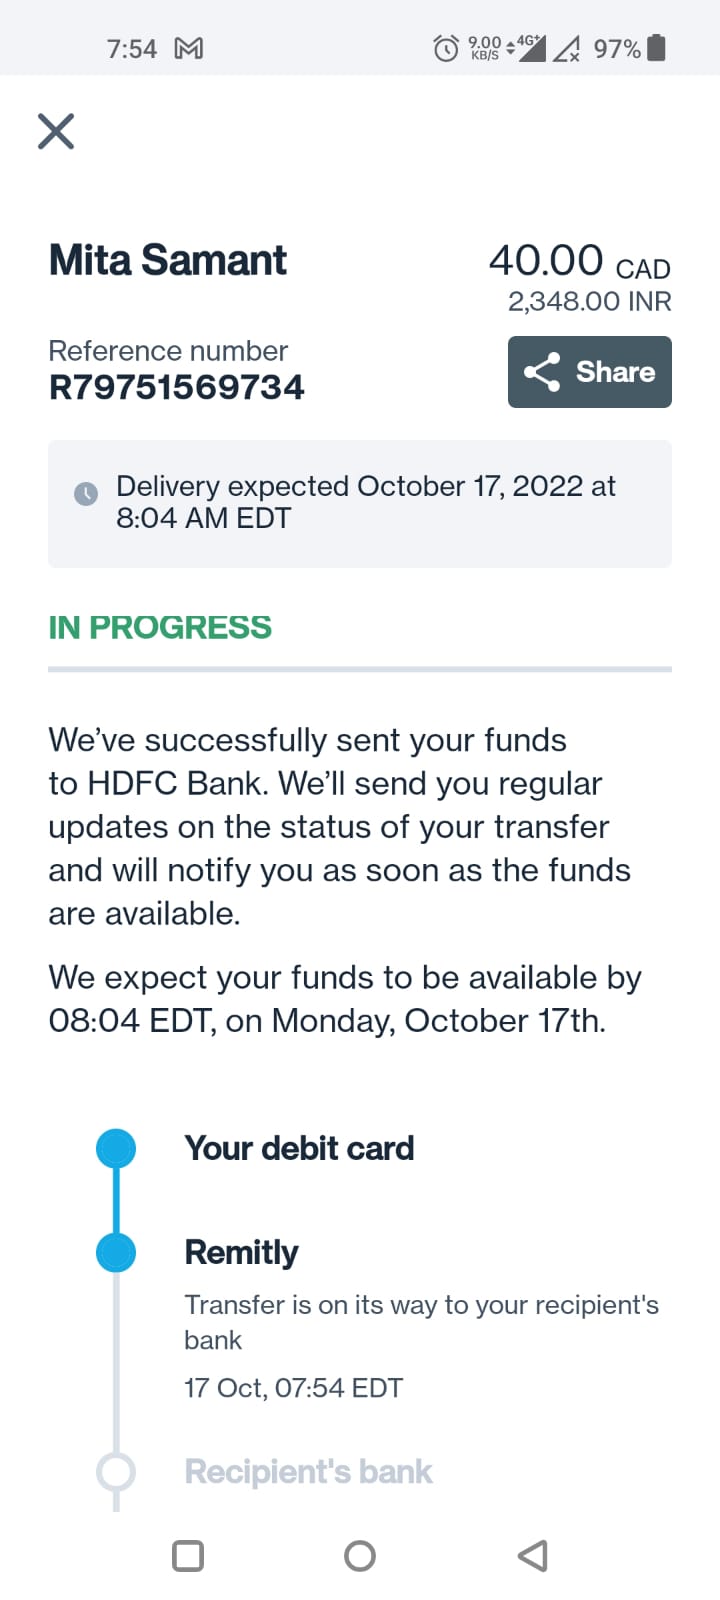 7:54
9.00 KB/S 4G+ 97%
Mita Samant
40.00 CAD
2,348.00 INR
Reference number
R79751569734
Share
Delivery expected October 17, 2022 at
8:04 AM EDT
IN PROGRESS
We’ve successfully sent your funds
to HDFC Bank. We’ll send you regular
updates on the status of your transfer
and will notify you as soon as the funds
are available.
We expect your funds to be available by
08:04 EDT, on Monday, October 17th.
Your debit card
Remitly
Transfer is on its way to your recipient's
bank
17 Oct, 07:54 EDT
Recipient's bank